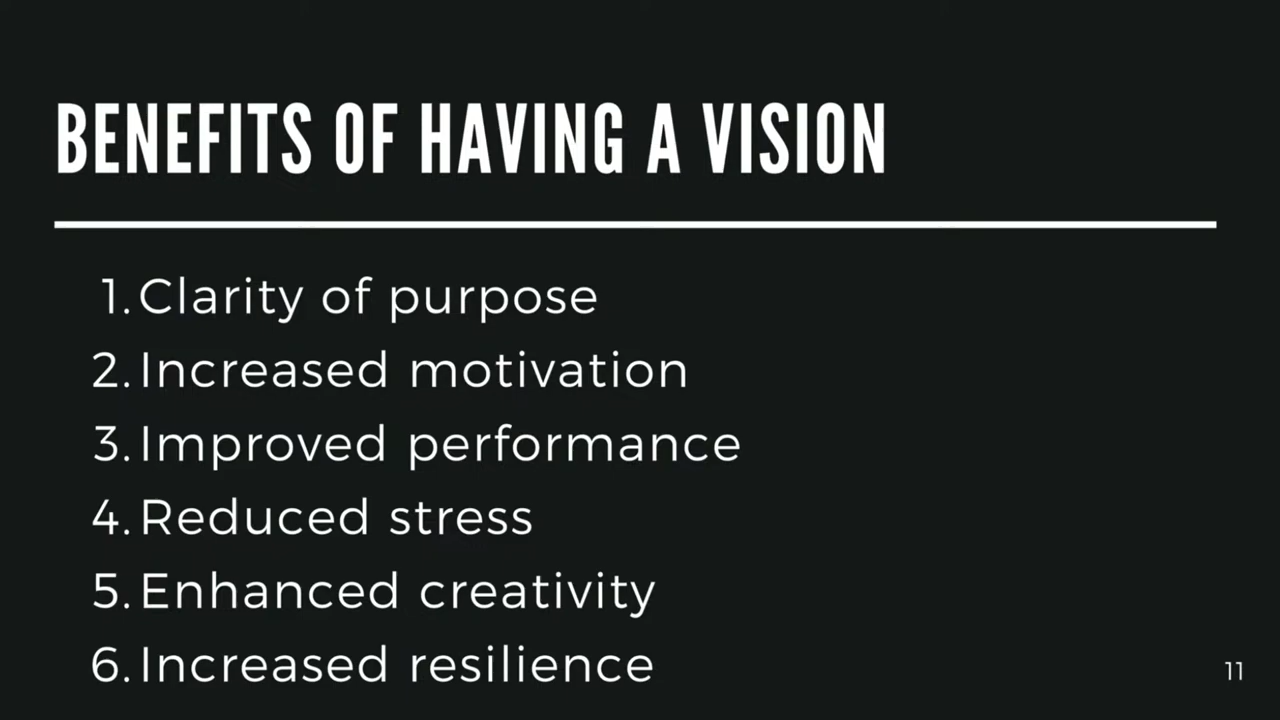 BENEFITS OF HAVING A VISION
1. Clarity of purpose
2. Increased motivation
3. Improved performance
4. Reduced stress
5. Enhanced creativity
6. Increased resilience
11